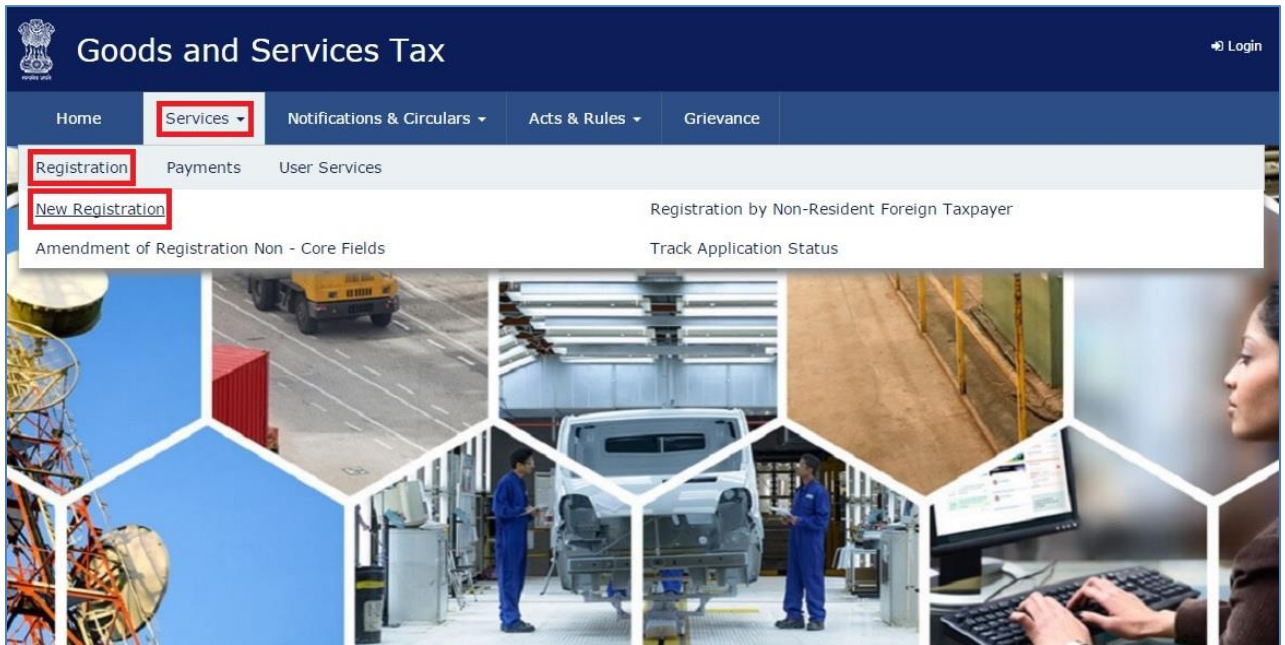 Goods and Services Tax
Login
Home Services Notifications & Circulars Acts & Rules Grievance
Registration Payments User Services
New Registration Registration by Non-Resident Foreign Taxpayer
Amendment of Registration Non - Core Fields Track Application Status